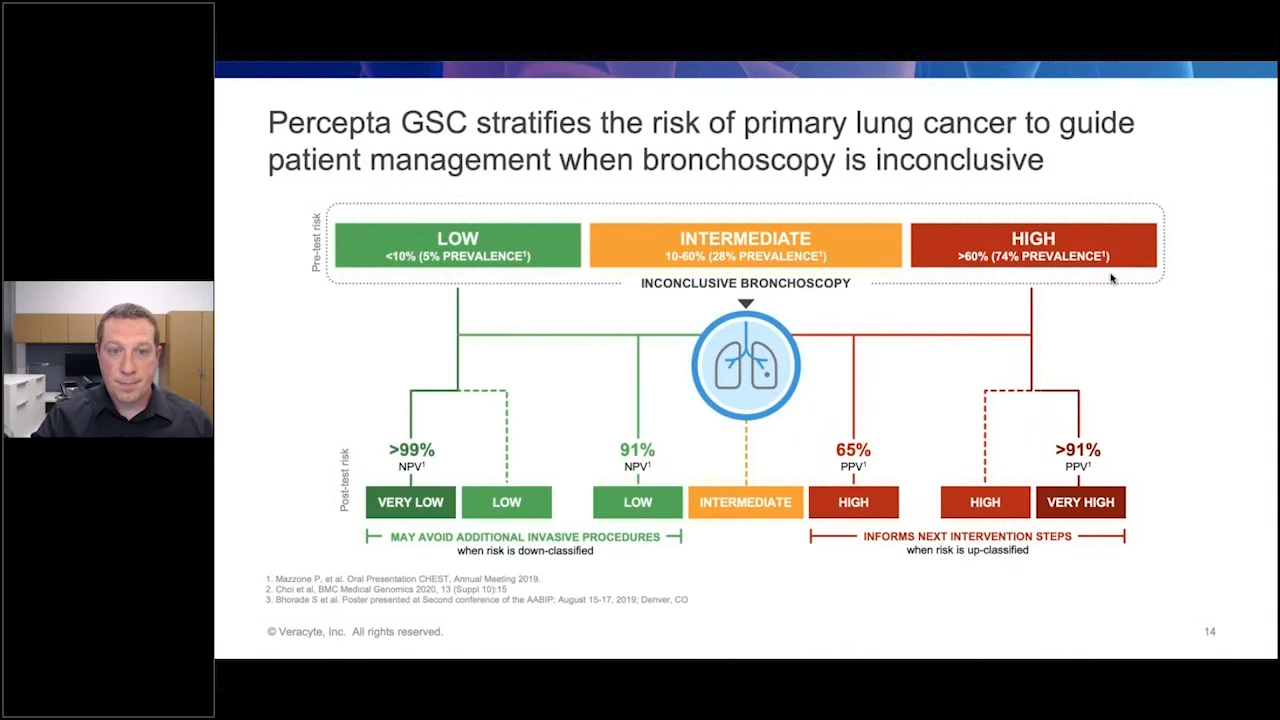 Percepta GSC stratifies the risk of primary lung cancer to guide
patient management when bronchoscopy is inconclusive
Pre-test risk
LOW
<10% (5% PREVALENCE¹)
INTERMEDIATE
10-60% (28% PREVALENCE¹)
HIGH
>60% (74% PREVALENCE¹)
INCONCLUSIVE BRONCHOSCOPY
Post-test risk
>99%
NPV¹
91%
NPV¹
65%
PPV¹
>91%
PPV¹
VERY LOW
LOW
LOW
INTERMEDIATE
HIGH
HIGH
VERY HIGH
MAY AVOID ADDITIONAL INVASIVE PROCEDURES
when risk is down-classified
INFORMS NEXT INTERVENTION STEPS
when risk is up-classified
1. Mazzone P, et al. Oral Presentation CHEST, Annual Meeting 2019.
2. Choi et al, BMC Medical Genomics 2020, 13 (Suppl 10):15
3. Bhorade S et al. Poster presented at Second conference of the AABIP; August 15-17, 2019; Denver, CO
© Veracyte, Inc. All rights reserved.
14